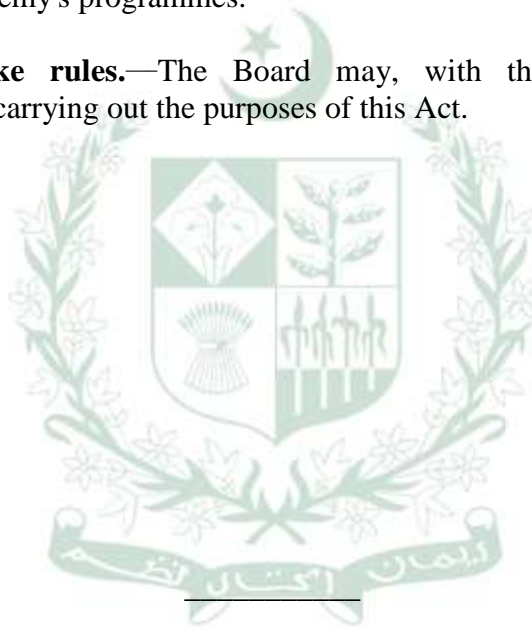 emy's programmes.
ke rules.—The Board may, with th
carrying out the purposes of this Act.